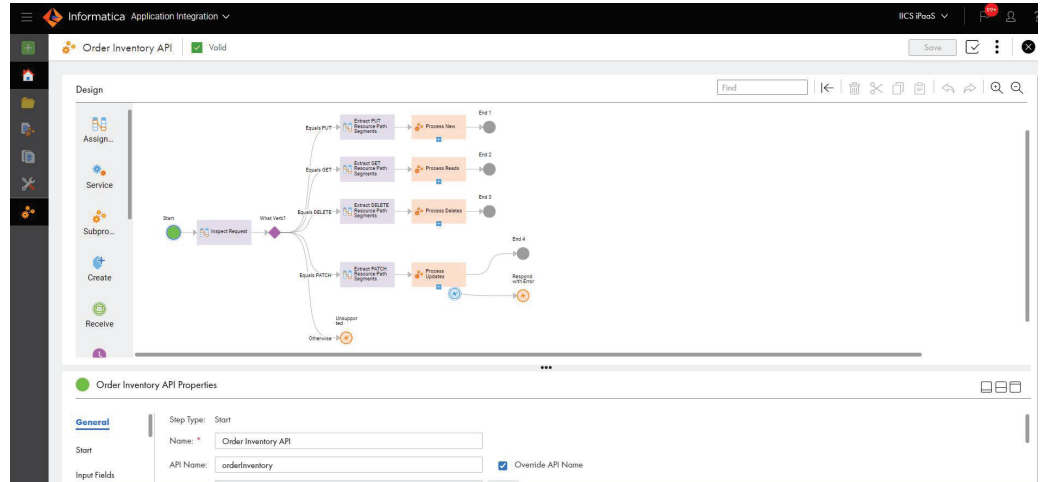 Informatica Application Integration
IICS iPaaS
?
Order Inventory API
Valid
Save
Design
Find
Assign...
Service
Subpro...
Create
Receive
Start
Inspect Request
What Verb?
Equals PUT
Extract PUT
Resource Path
Segments
Process New
End 1
Equals GET
Extract GET
Resource Path
Segments
Process Reads
End 2
Equals DELETE
Extract DELETE
Resource Path
Segments
Process Deletes
End 3
Equals PATCH
Extract PATCH
Resource Path
Segments
Process
Updates
End 4
Respond
with Error
Unsuppor
ted
Otherwise
Order Inventory API Properties
General
Start
Input Fields
Step Type: Start
Name: * Order Inventory API
API Name: orderInventory
Override API Name